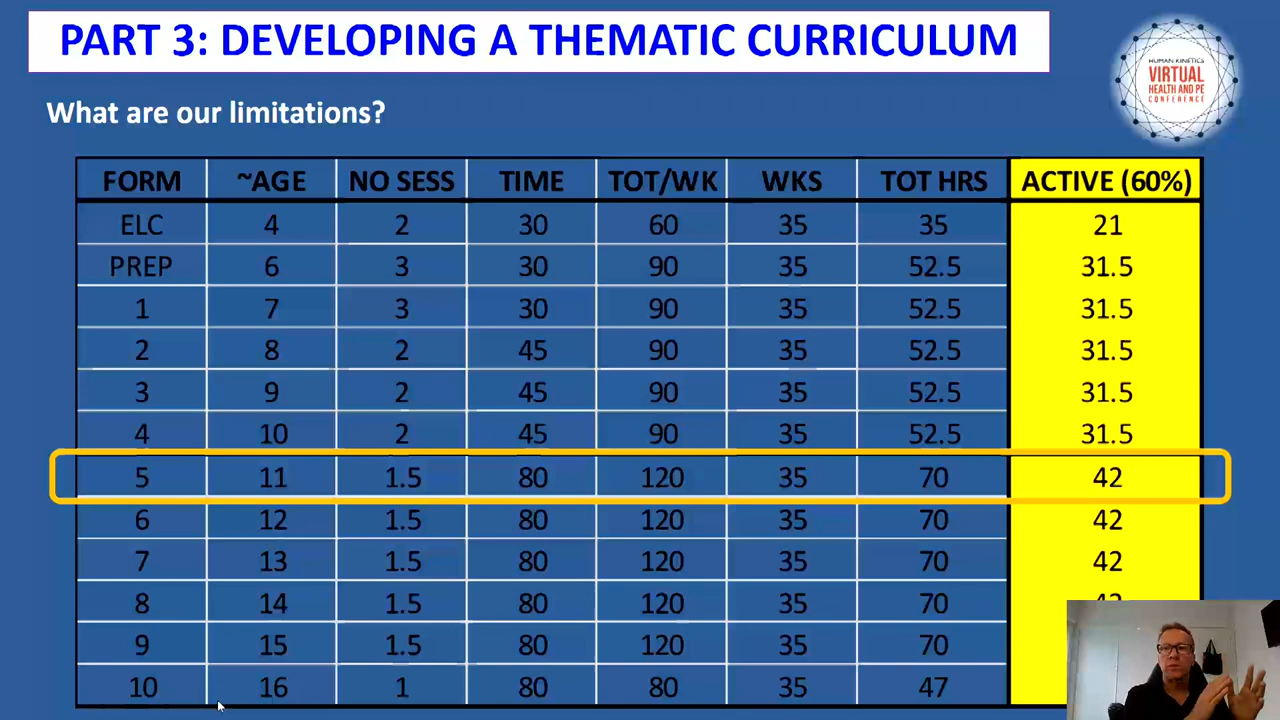 PART 3: DEVELOPING A THEMATIC CURRICULUM
HUMAN KINETICS
VIRTUAL
HEALTH AND PE
CONFERENCE
What are our limitations?
FORM ~AGE NO SESS TIME TOT/WK WKS TOT HRS ACTIVE (60%)
ELC 4 2 30 60 35 35 21
PREP 6 3 30 90 35 52.5 31.5
1 7 3 30 90 35 52.5 31.5
2 8 2 45 90 35 52.5 31.5
3 9 2 45 90 35 52.5 31.5
4 10 2 45 90 35 52.5 31.5
5 11 1.5 80 120 35 70 42
6 12 1.5 80 120 35 70 42
7 13 1.5 80 120 35 70 42
8 14 1.5 80 120 35 70
9 15 1.5 80 120 35 70
10 16 1 80 80 35 47